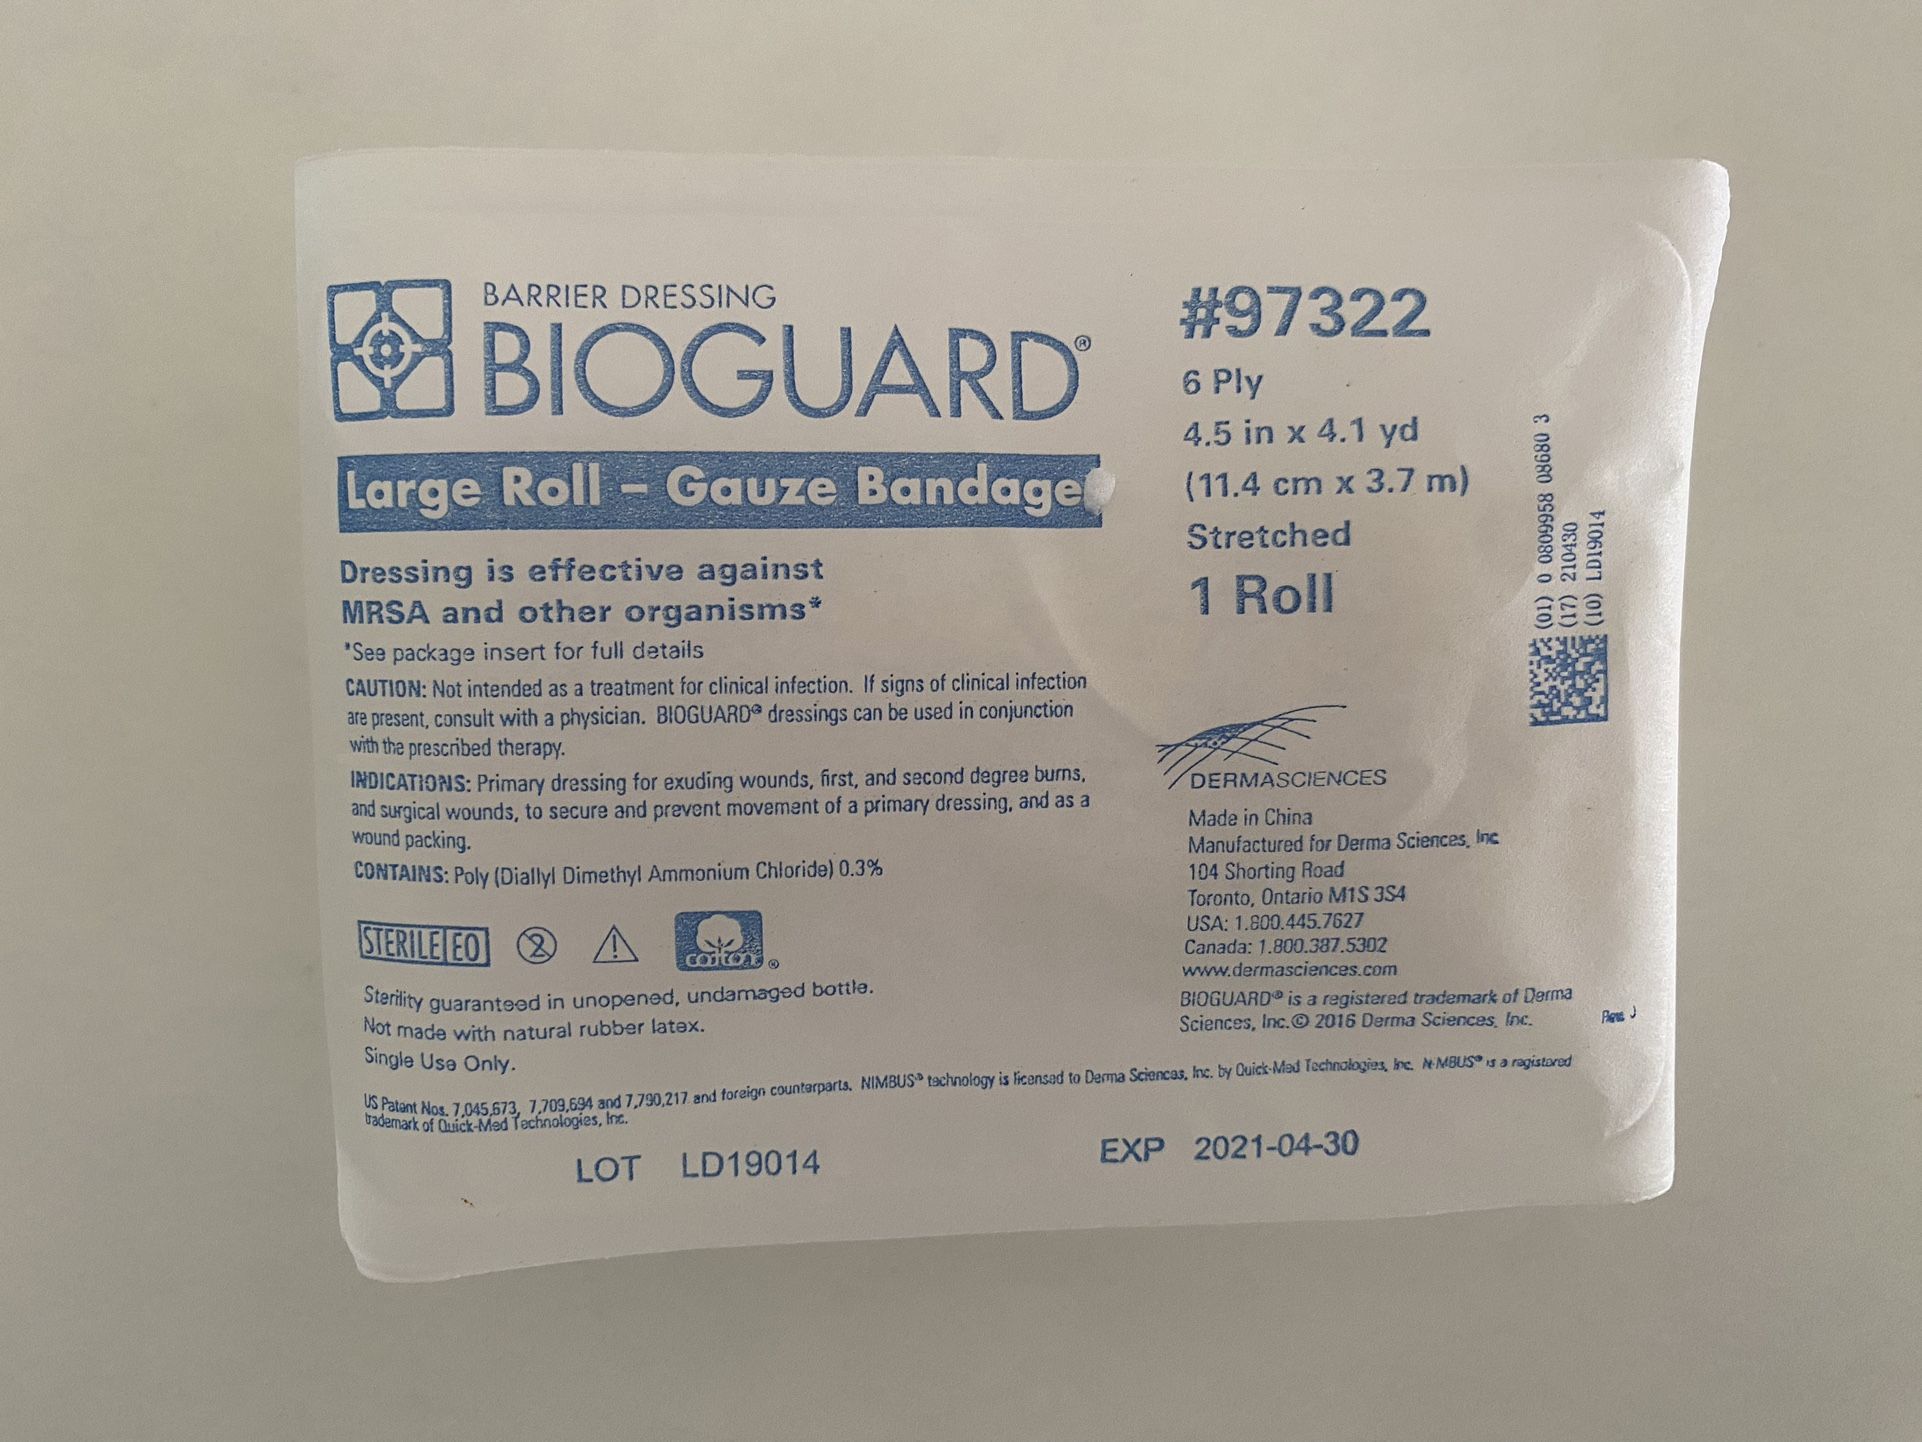 BARRIER DRESSING
BIOGUARD®
Large Roll – Gauze Bandage
Dressing is effective against
MRSA and other organisms*
*See package insert for full details
CAUTION: Not intended as a treatment for clinical infection. If signs of clinical infection
are present, consult with a physician. BIOGUARD® dressings can be used in conjunction
with the prescribed therapy.
INDICATIONS: Primary dressing for exuding wounds, first, and second degree burns,
and surgical wounds, to secure and prevent movement of a primary dressing, and as a
wound packing.
CONTAINS: Poly (Diallyl Dimethyl Ammonium Chloride) 0.3%
STERILE EO
2
!
cotton®
Sterility guaranteed in unopened, undamaged bottle.
Not made with natural rubber latex.
Single Use Only.
#97322
6 Ply
4.5 in x 4.1 yd
(11.4 cm x 3.7 m)
Stretched
1 Roll
(01) 0 0809958 08680 3
(17) 210430
(10) LD19014
DERMASCIENCES
Made in China
Manufactured for Derma Sciences, Inc
104 Shorting Road
Toronto, Ontario M1S 3S4
USA: 1.800.445.7627
Canada: 1.800.387.5302
www.dermasciences.com
BIOGUARD® is a registered trademark of Derma
Sciences, Inc.© 2016 Derma Sciences, Inc.
US Patent Nos. 7,045,673, 7,709,694 and 7,790,217 and foreign counterparts. NIMBUS® technology is licensed to Derma Sciences, Inc. by Quick-Med Technologies, Inc. NIMBUS® is a registered
trademark of Quick-Med Technologies, Inc.
LOT LD19014
EXP 2021-04-30